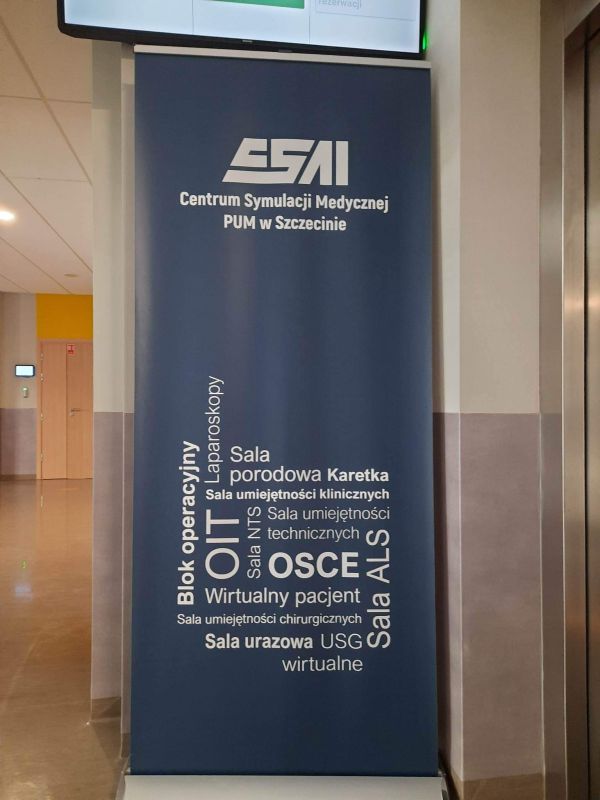 rezerwacji
CSM
Centrum Symulacji Medycznej
PUM w Szczecinie
Blok operacyjny
Laparoskopy
Sala
porodowa Karetka
Sala umiejętności klinicznych
OIT
Sala NTS
Sala umiejętności
technicznych
OSCE
Sala ALS
Wirtualny pacjent
Sala umiejętności chirurgicznych
Sala urazowa USG
wirtualne